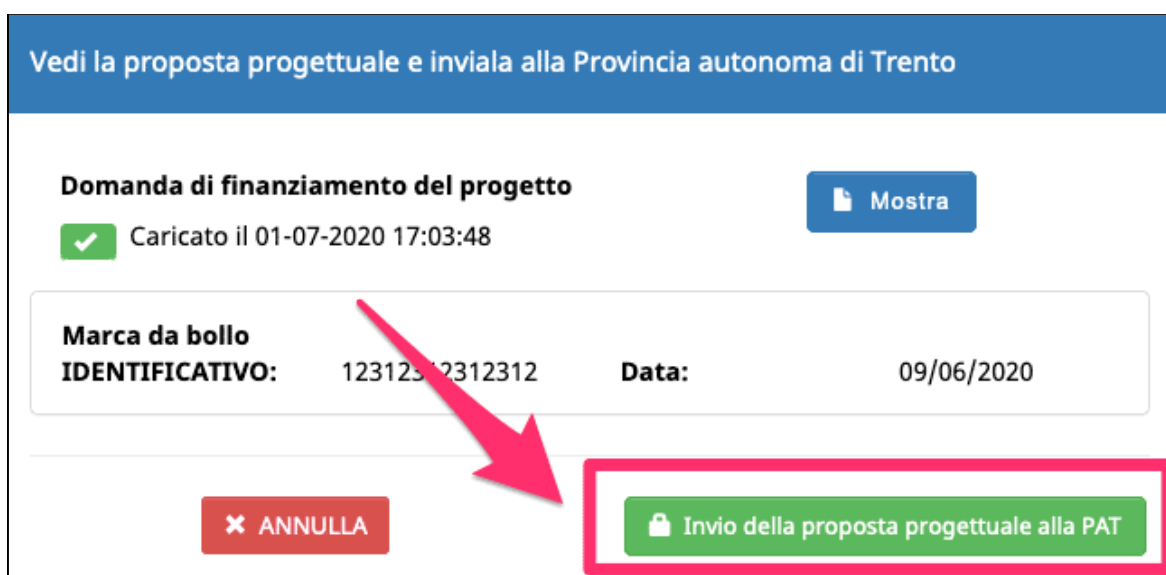 Vedi la proposta progettuale e inviala alla Provincia autonoma di Trento
Domanda di finanziamento del progetto
Mostra
Caricato il 01-07-2020 17:03:48
Marca da bollo
IDENTIFICATIVO: Data: 09/06/2020
ANNULLA
Invio della proposta progettuale alla PAT